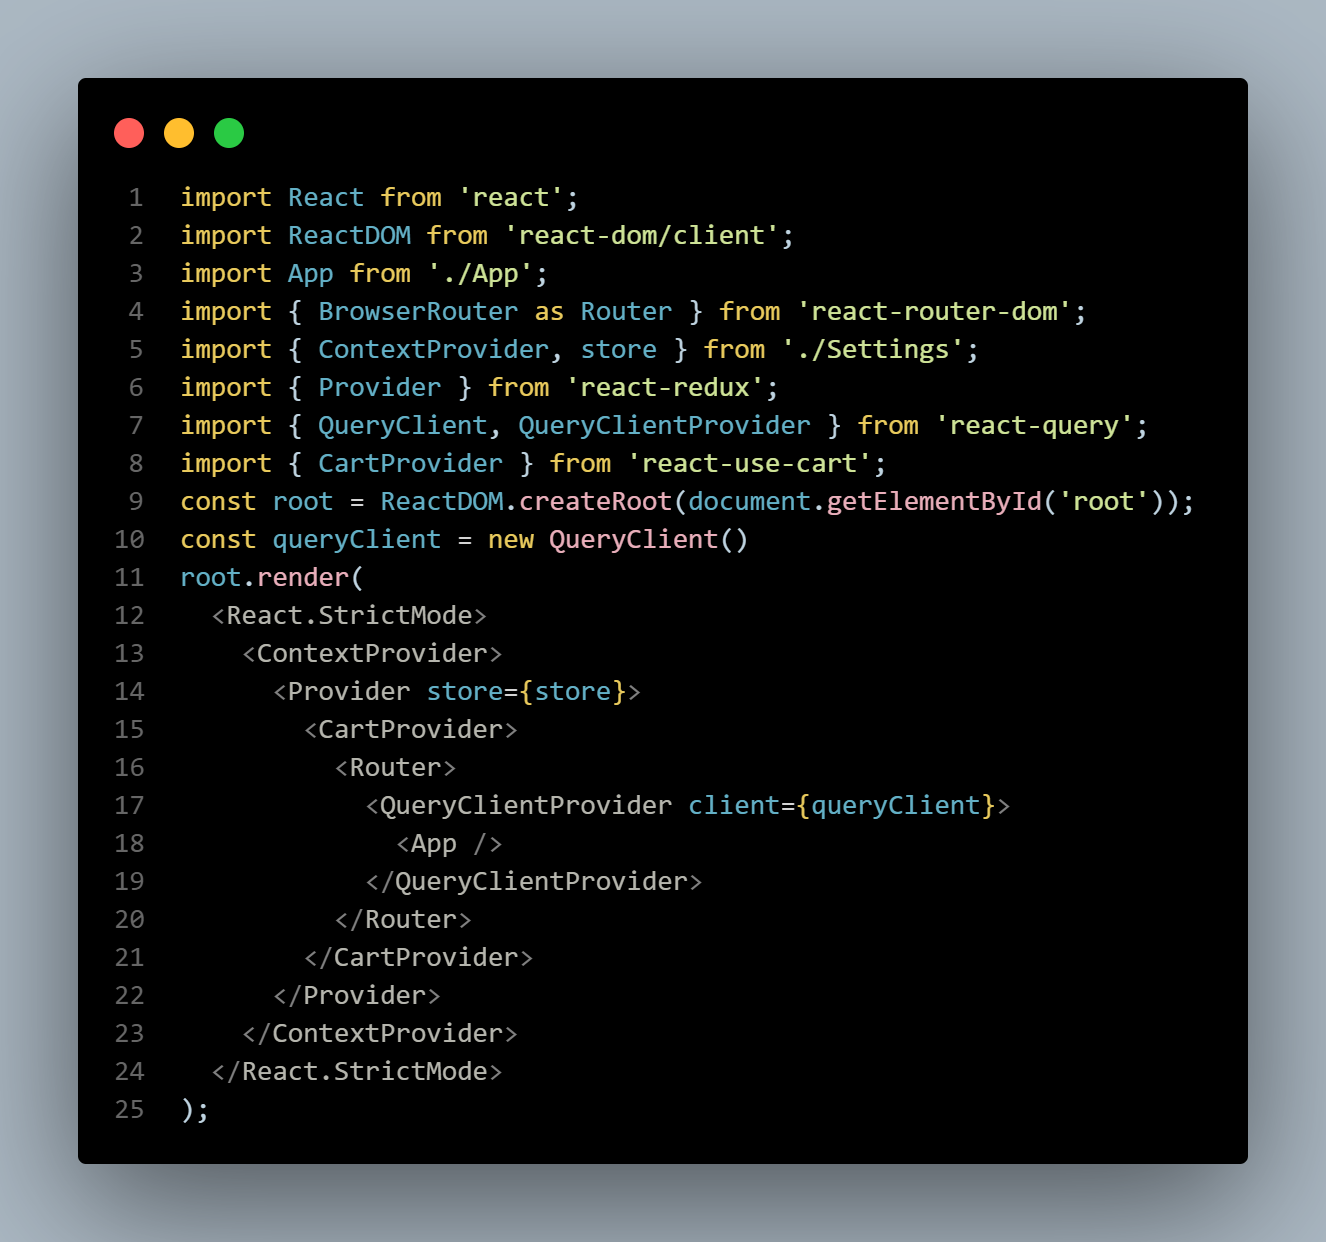 1 import React from 'react';
2 import ReactDOM from 'react-dom/client';
3 import App from './App';
4 import { BrowserRouter as Router } from 'react-router-dom';
5 import { ContextProvider, store } from './Settings';
6 import { Provider } from 'react-redux';
7 import { QueryClient, QueryClientProvider } from 'react-query';
8 import { CartProvider } from 'react-use-cart';
9 const root = ReactDOM.createRoot(document.getElementById('root'));
10 const queryClient = new QueryClient()
11 root.render(
12   <React.StrictMode>
13     <ContextProvider>
14       <Provider store={store}>
15         <CartProvider>
16           <Router>
17             <QueryClientProvider client={queryClient}>
18               <App />
19             </QueryClientProvider>
20           </Router>
21         </CartProvider>
22       </Provider>
23     </ContextProvider>
24   </React.StrictMode>
25 );